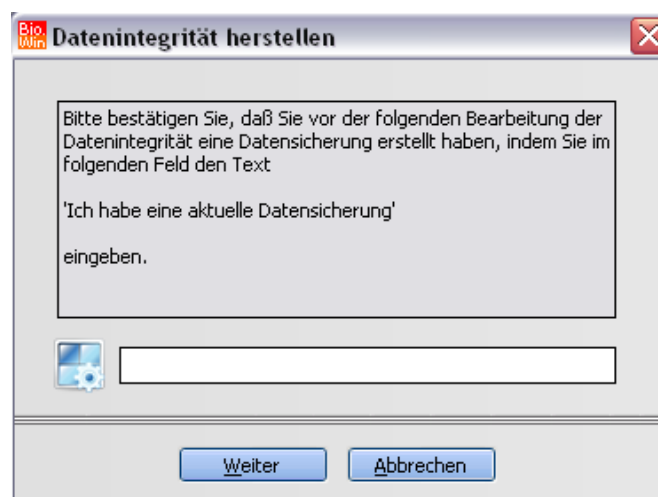 Bio.
Win
Datenintegrität herstellen
Bitte bestätigen Sie, daß Sie vor der folgenden Bearbeitung der
Datenintegrität eine Datensicherung erstellt haben, indem Sie im
folgenden Feld den Text
'Ich habe eine aktuelle Datensicherung'
eingeben.
Weiter
Abbrechen